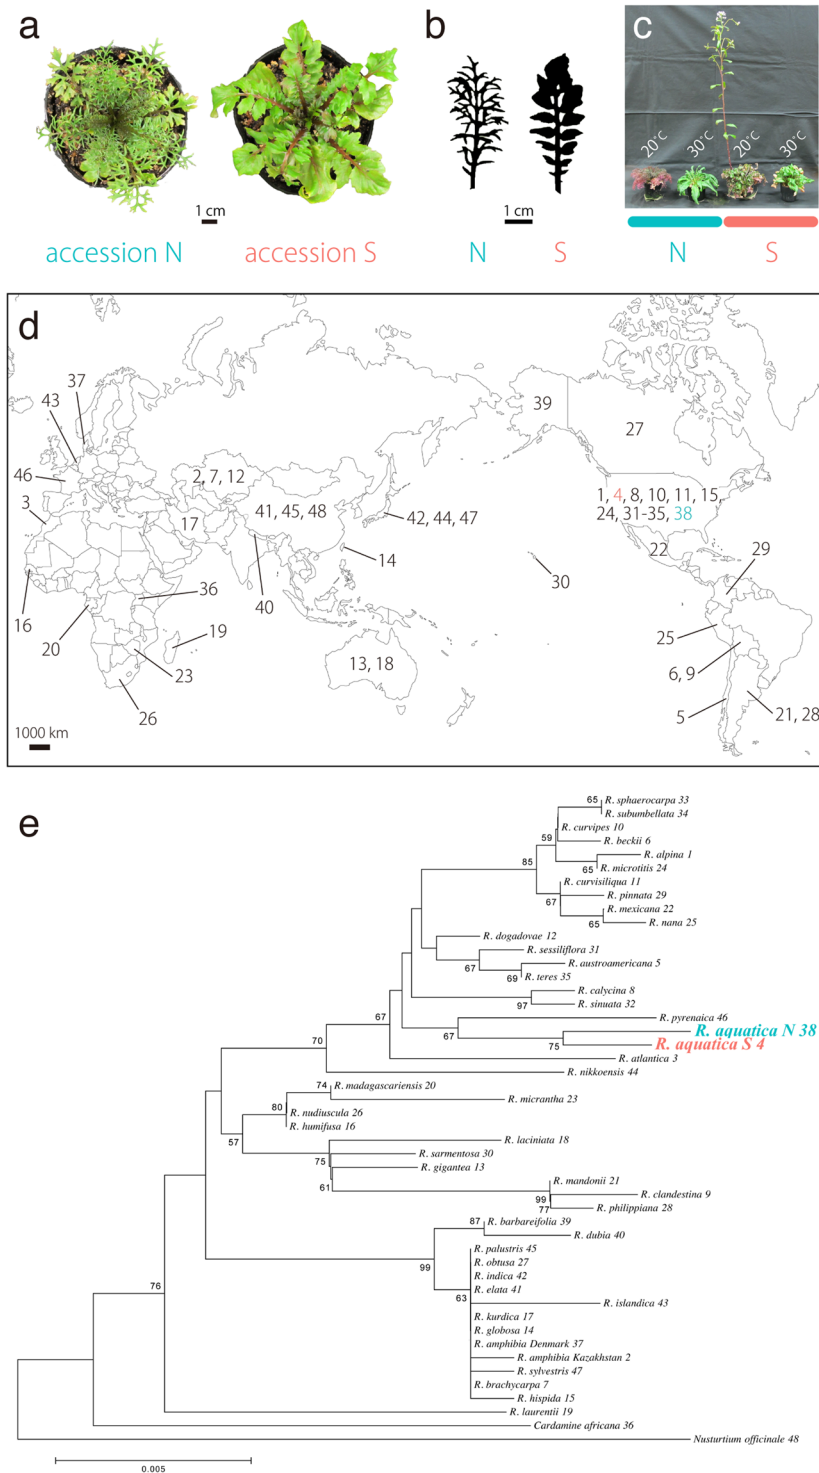 a
b
c
20°C
30°C
20°C
30°C
1 cm
1 cm
accession N
accession S
N
S
N
S
d
37
43
39
27
46
2, 7, 12
1, 4, 8, 10, 11, 15,
24, 31-35, 38
3
41, 45, 48
17
42, 44, 47
22
14
29
30
36
40
16
20
19
25
13, 18
23
6, 9
26
5
21, 28
1000 km
e
65
R. sphaerocarpa 33
R. subumbellata 34
59
R. curvipes 10
R. beckii 6
85
R. alpina 1
65
R. microtitis 24
R. curvisiliqua 11
67
R. pinnata 29
R. mexicana 22
65
R. nana 25
R. dogadovae 12
R. sessiliflora 31
67
R. austroamericana 5
69
R. teres 35
R. calycina 8
97
R. sinuata 32
67
R. pyrenaica 46
67
R. aquatica N 38
75
R. aquatica S 4
70
R. atlantica 3
R. nikkoensis 44
74
R. madagascariensis 20
R. micrantha 23
80
R. nudiuscula 26
R. humifusa 16
57
R. laciniata 18
75
R. sarmentosa 30
R. gigantea 13
61
R. mandonii 21
99
R. clandestina 9
77
R. philippiana 28
87
R. barbareifolia 39
R. dubia 40
R. palustris 45
99
R. obtusa 27
R. indica 42
R. elata 41
63
R. islandica 43
76
R. kurdica 17
R. globosa 14
R. amphibia Denmark 37
R. amphibia Kazakhstan 2
R. sylvestris 47
R. brachycarpa 7
R. hispida 15
R. laurentii 19
Cardamine africana 36
Nusturtium officinale 48
0.005